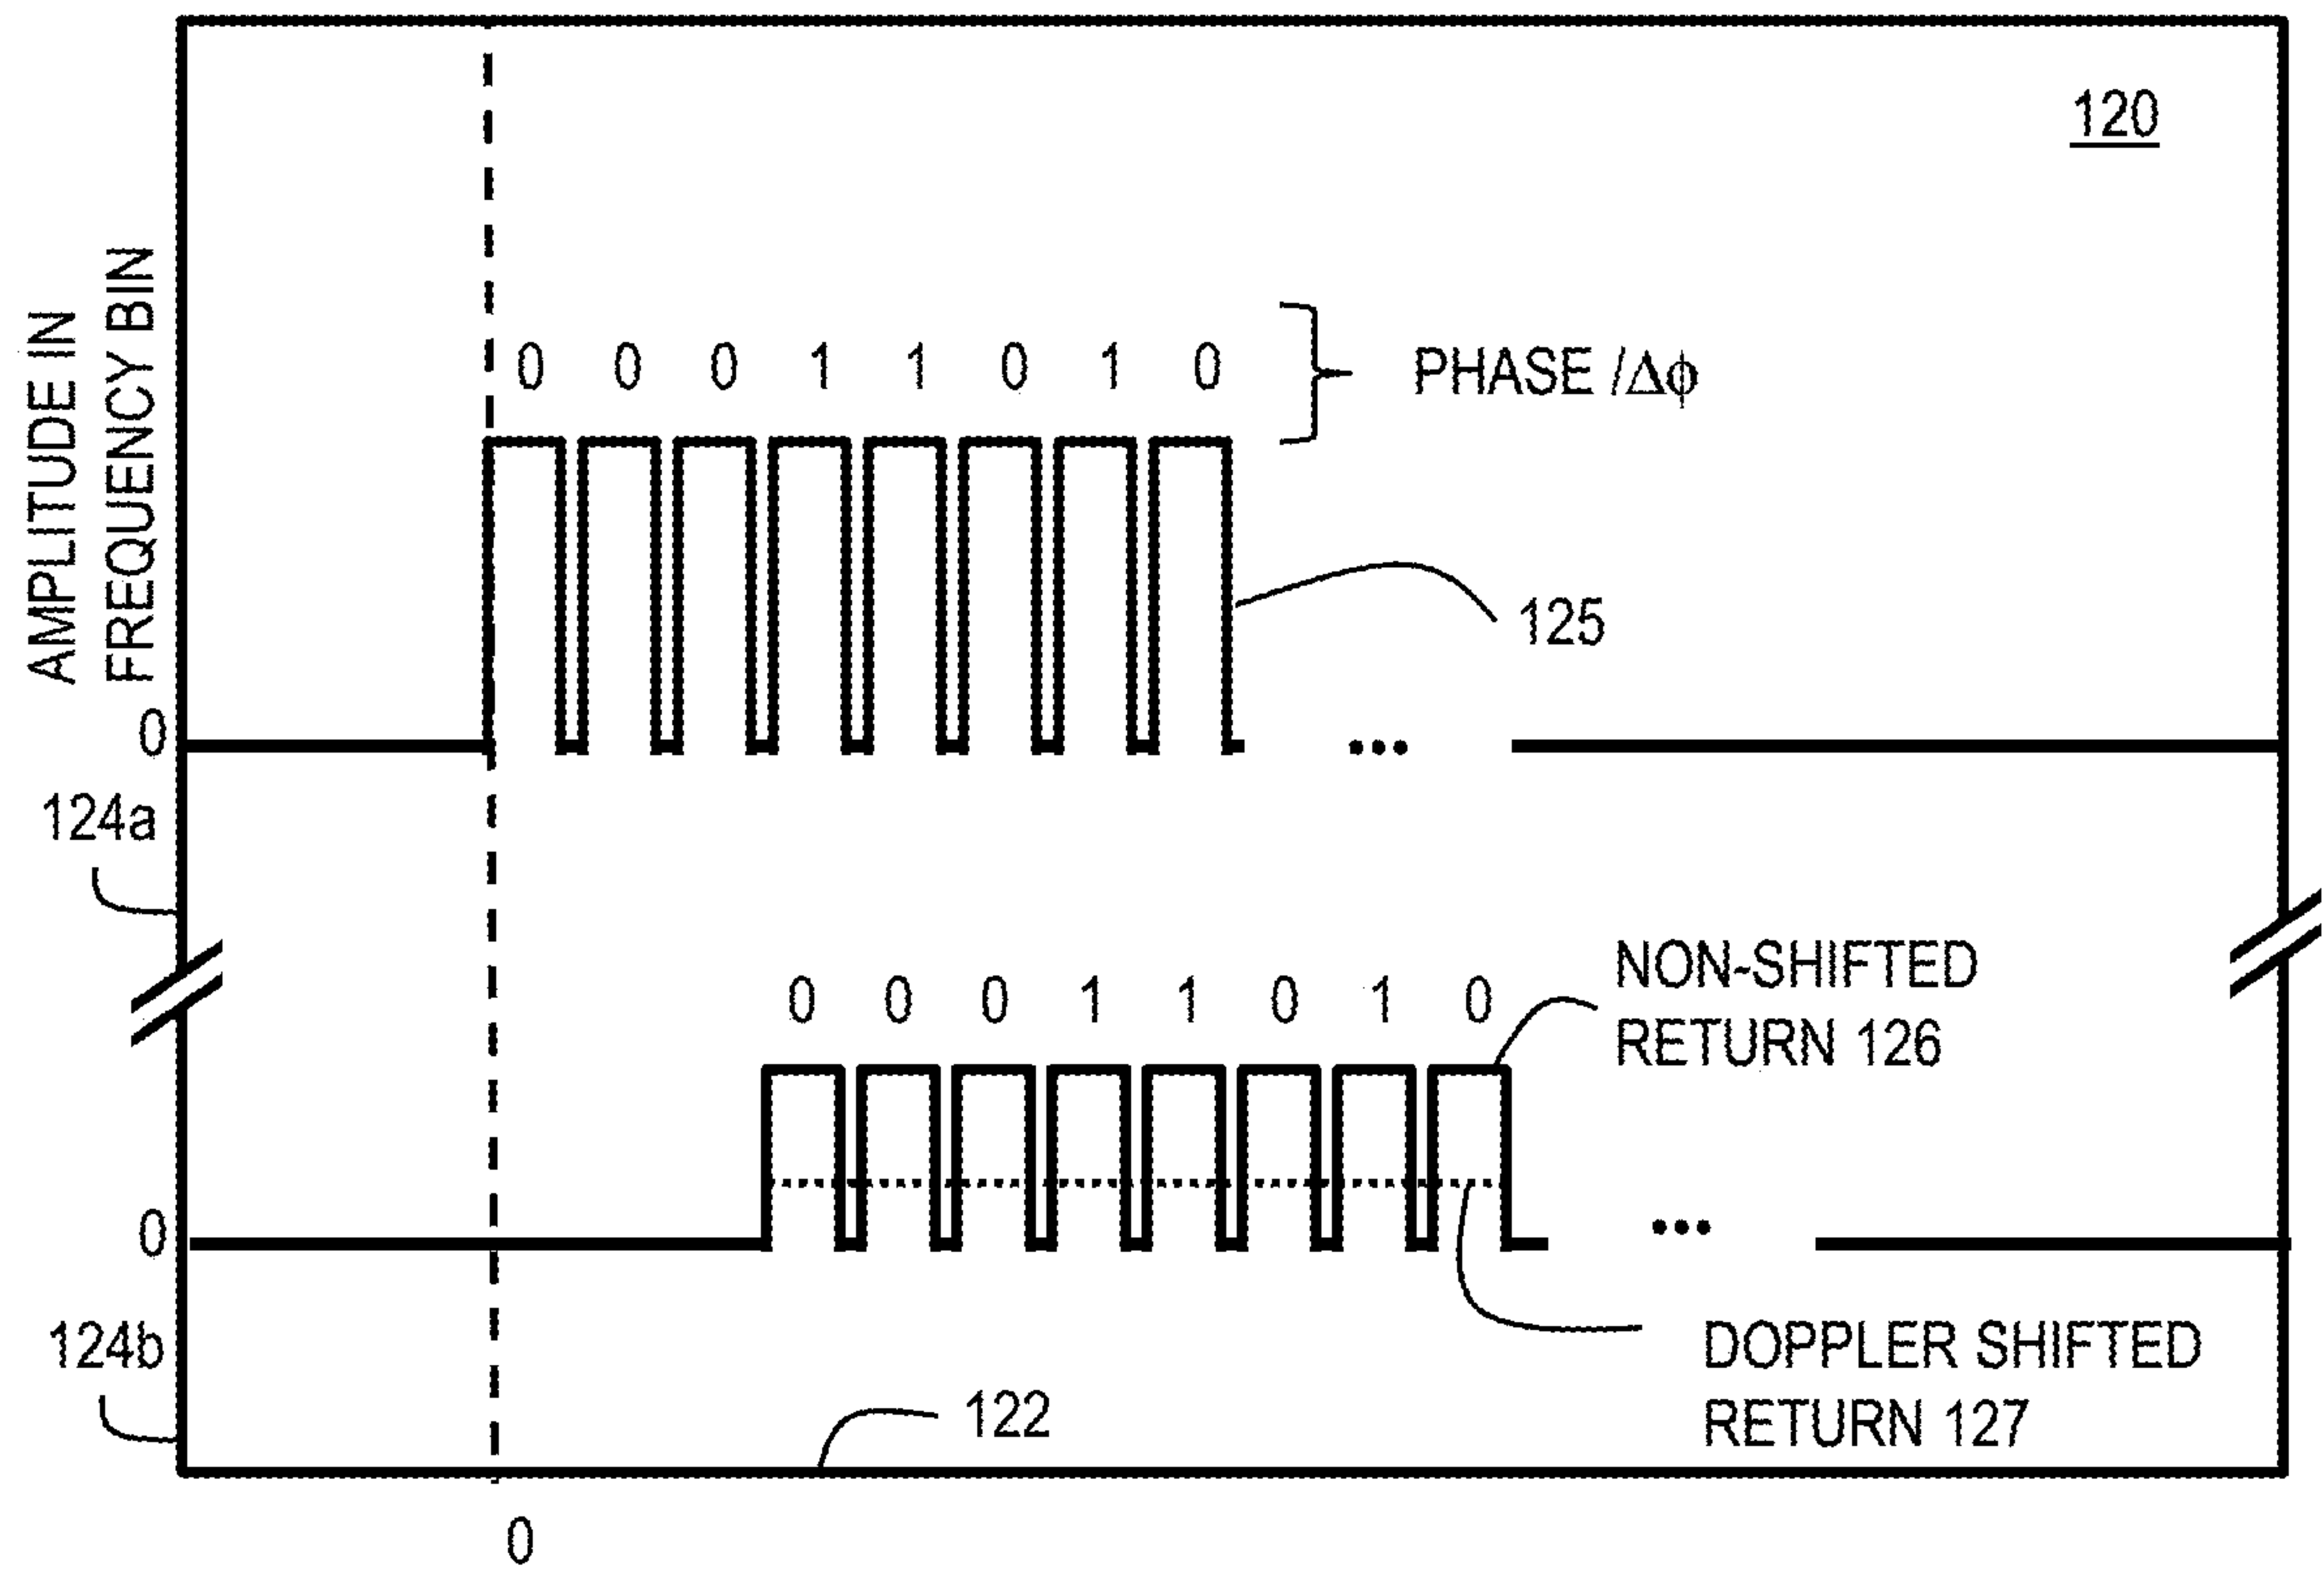 120
AMPLITUDE IN
FREQUENCY BIN
0 0 0 1 1 0 1 0
PHASE /Δϕ
125
0
124a
0 0 0 1 1 0 1 0
NON-SHIFTED
RETURN 126
...
...
0
124b
DOPPLER SHIFTED
RETURN 127
122
0